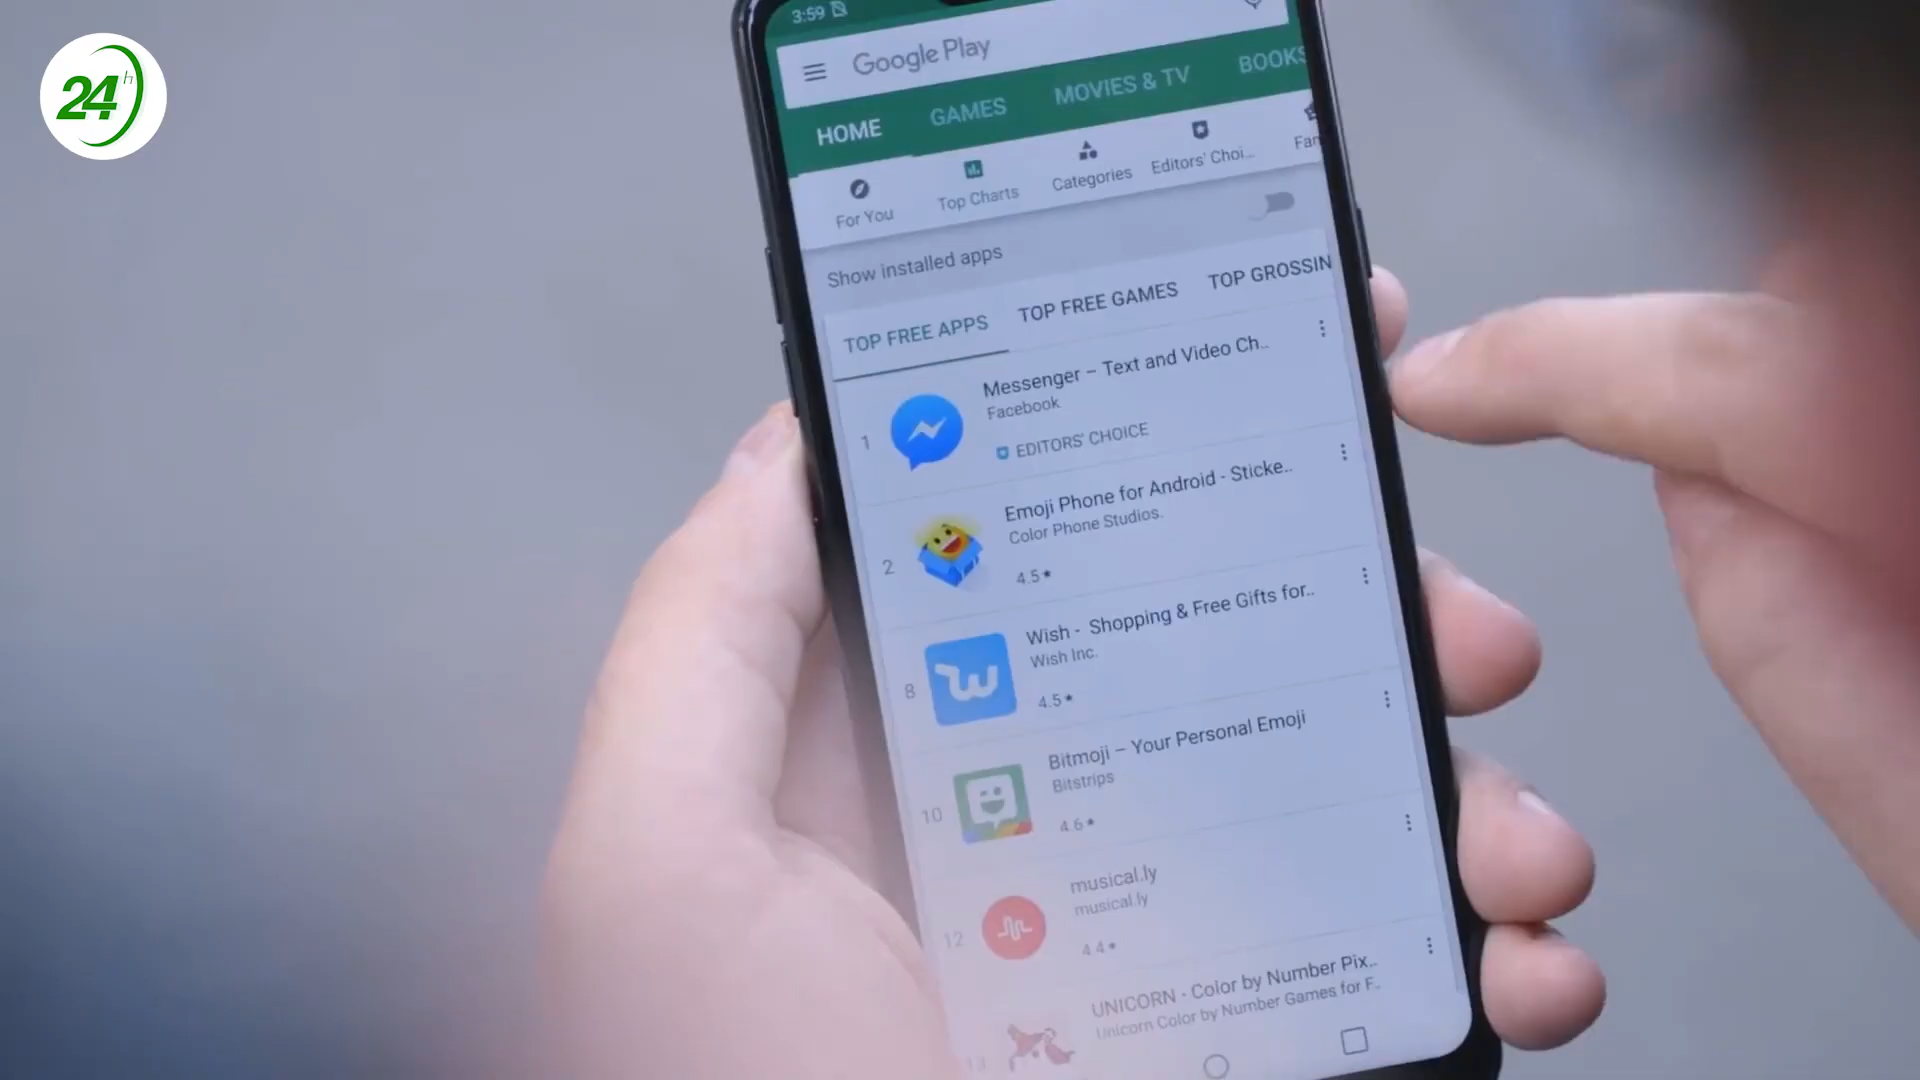 24h
3:59
Google Play
HOME GAMES MOVIES & TV BOOKS
For You Top Charts Categories Editors' Choi...
Show installed apps
TOP FREE APPS TOP FREE GAMES TOP GROSSIN
1 Messenger – Text and Video Ch..
Facebook
EDITORS' CHOICE
2 Emoji Phone for Android - Sticke..
Color Phone Studios.
4.5★
8 Wish - Shopping & Free Gifts for..
Wish Inc.
4.5★
10 Bitmoji – Your Personal Emoji
Bitstrips
4.6★
12 musical.ly
musical.ly
4.4★
13 UNICORN - Color by Number Pix..
Unicorn Color by Number Games for F..